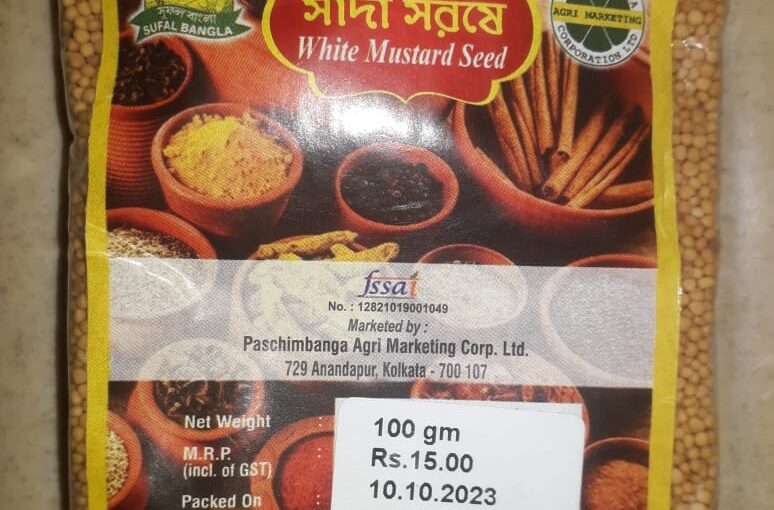 সুফল বাংলা
SUFAL BANGLA
সাদা সরষে
White Mustard Seed
AGRI MARKETING
CORPORATION LTD
fssai
No. : 12821019001049
Marketed by :
Paschimbanga Agri Marketing Corp. Ltd.
729 Anandapur, Kolkata - 700 107
Net Weight : 100 gm
M.R.P. : Rs.15.00
(incl. of GST)
Packed On : 10.10.2023